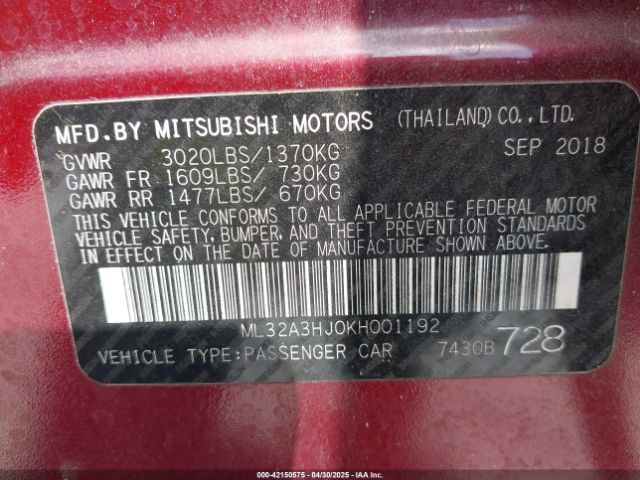 MFD.BY MITSUBISHI MOTORS (THAILAND)CO.,LTD.
GVWR 3020LBS/1370KG SEP 2018
GAWR FR 1609LBS/ 730KG
GAWR RR 1477LBS/ 670KG
THIS VEHICLE CONFORMS TO ALL APPLICABLE FEDERAL MOTOR
VEHICLE SAFETY, BUMPER, AND THEFT PREVENTION STANDARDS
IN EFFECT ON THE DATE OF MANUFACTURE SHOWN ABOVE.
ML32A3HJ0KH001192
VEHICLE TYPE:PASSENGER CAR 7430B 728
000-42150575 - 04/30/2025 - IAA Inc.